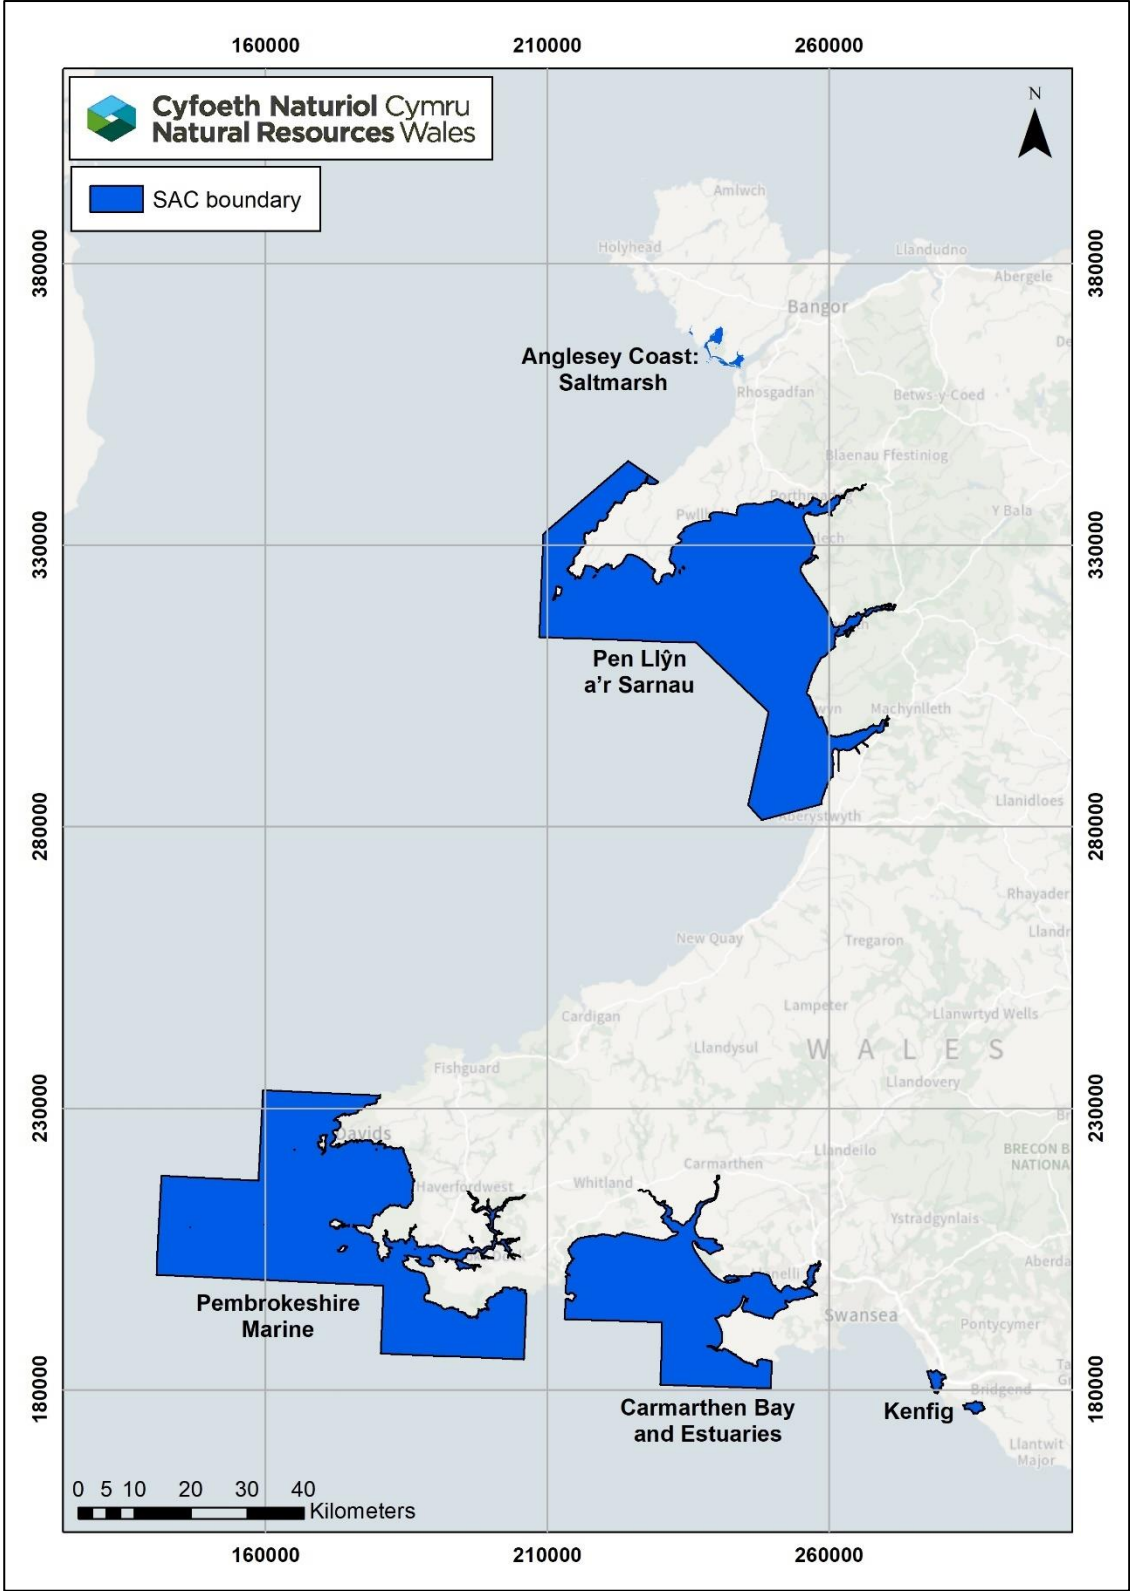 160000 210000 260000
Cyfoeth Naturiol Cymru
Natural Resources Wales
SAC boundary
N
Amlwch
Holyhead
Llandudno
380000 380000
Abergele
Bangor
Anglesey Coast:
Saltmarsh
Rhosgadfan
Betws-y-Coed
Blaenau Ffestiniog
Y Bala
330000 330000
Pen Llŷn
a'r Sarnau
Machynlleth
Llanidloes
Aberystwyth
280000 280000
Rhayader
New Quay
Tregaron
Lampeter
Cardigan
Llanwrtyd Wells
Llandysul
WALES
Fishguard
Llandovery
230000 230000
Davids
Llandeilo
BRECON B
NATIONA
Carmarthen
Whitland
Haverfordwest
Ystradgynlais
Aberda
Pembrokeshire
Marine
Swansea
Pontycymer
180000 180000
Bridgend
Carmarthen Bay
and Estuaries
Kenfig
Llantwit
Major
0 5 10 20 30 40
Kilometers
160000 210000 260000